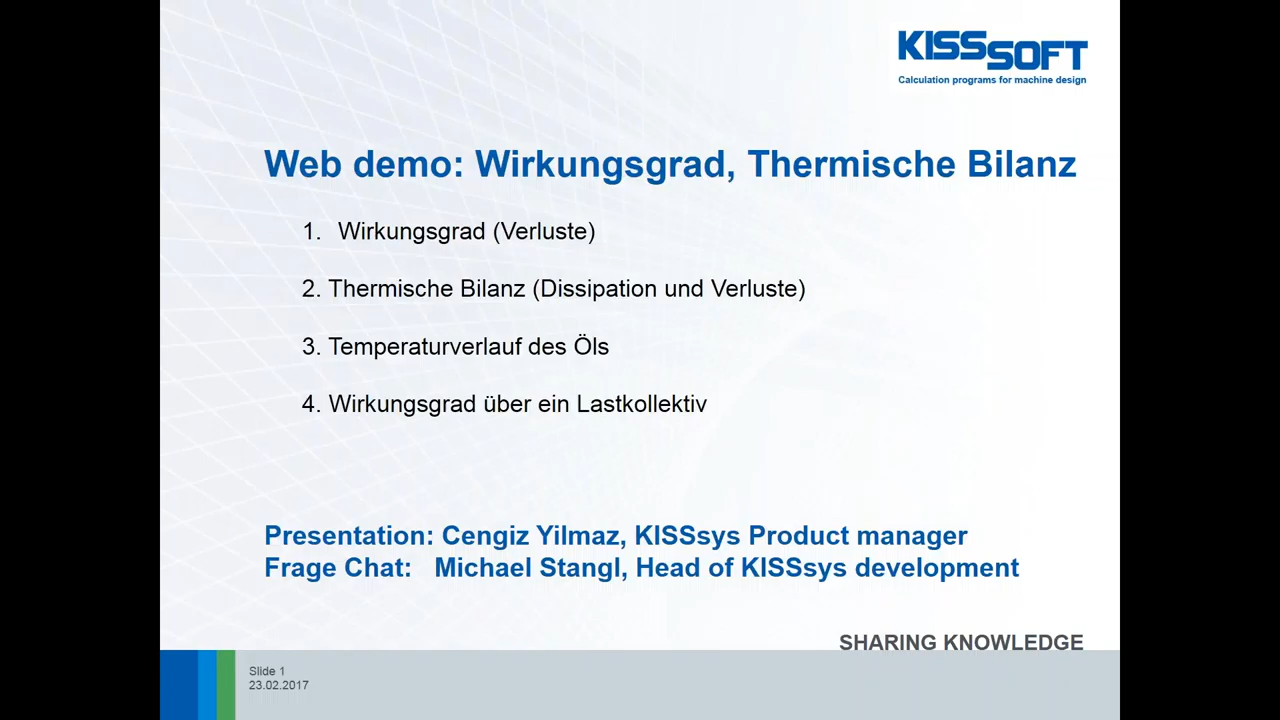 KISSSOFT
Calculation programs for machine design
Web demo: Wirkungsgrad, Thermische Bilanz
1. Wirkungsgrad (Verluste)
2. Thermische Bilanz (Dissipation und Verluste)
3. Temperaturverlauf des Öls
4. Wirkungsgrad über ein Lastkollektiv
Presentation: Cengiz Yilmaz, KISSsys Product manager
Frage Chat: Michael Stangl, Head of KISSsys development
SHARING KNOWLEDGE
Slide 1
23.02.2017